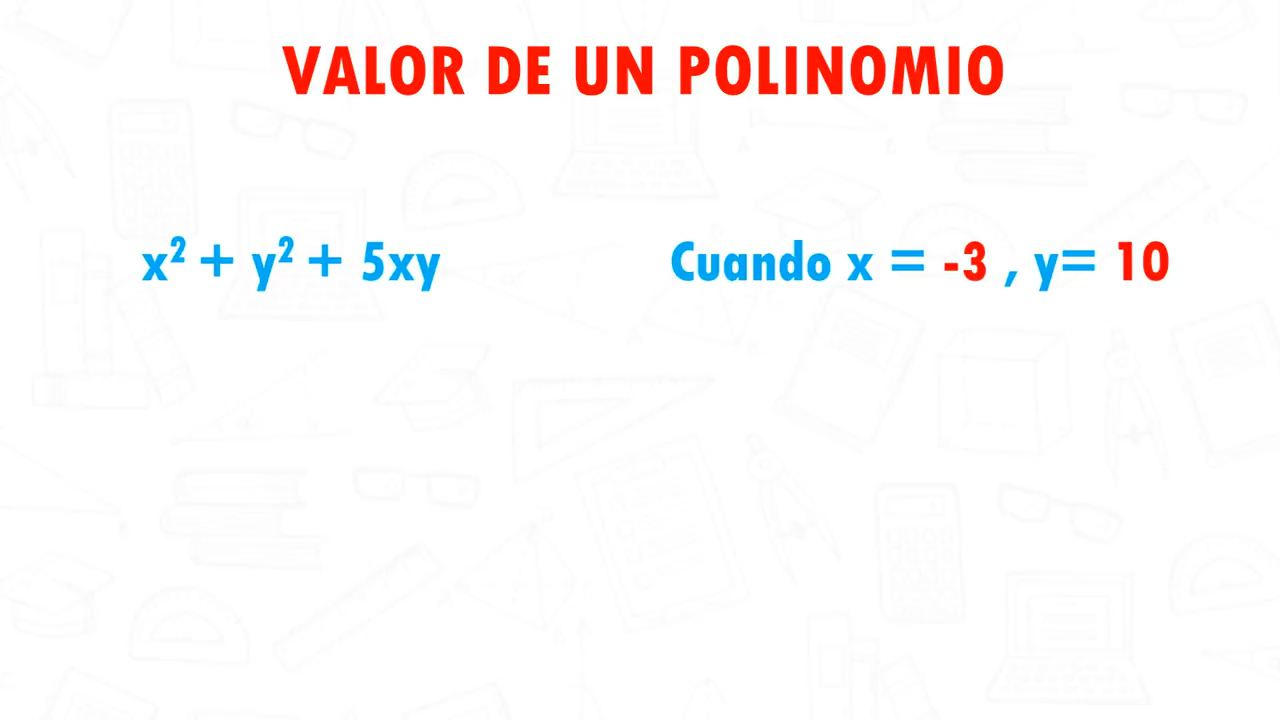 VALOR DE UN POLINOMIO
x² + y² + 5xy Cuando x = -3 , y= 10